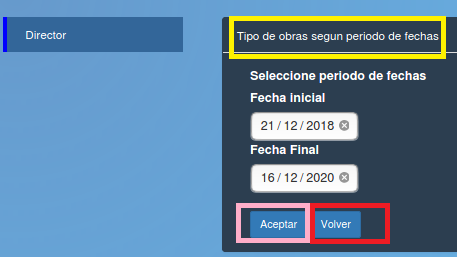 Director
Tipo de obras segun periodo de fechas
Seleccione periodo de fechas
Fecha inicial
21 / 12 / 2018
Fecha Final
16 / 12 / 2020
Aceptar Volver